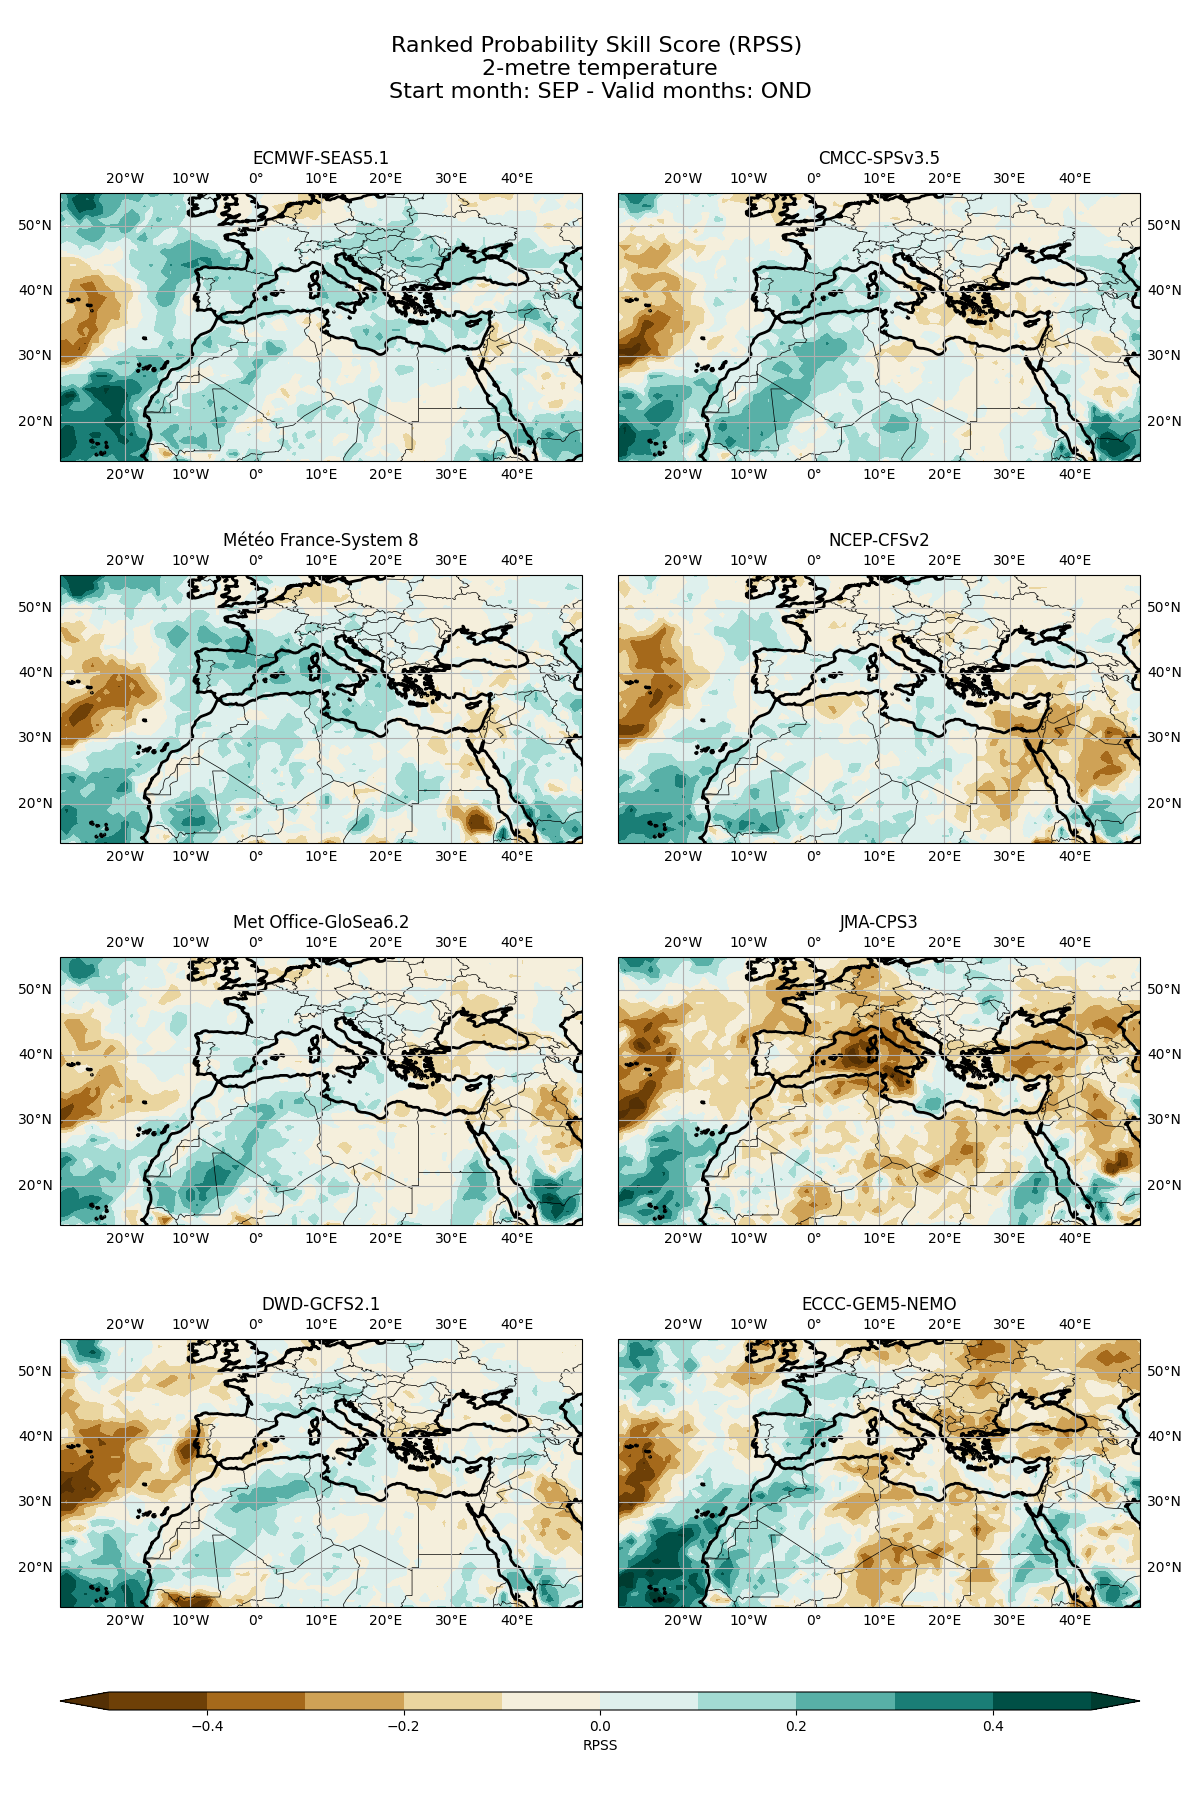 Ranked Probability Skill Score (RPSS)
2-metre temperature
Start month: SEP - Valid months: OND
ECMWF-SEAS5.1
20°W 10°W 0° 10°E 20°E 30°E 40°E
50°N
40°N
30°N
20°N
20°W 10°W 0° 10°E 20°E 30°E 40°E
CMCC-SPSv3.5
20°W 10°W 0° 10°E 20°E 30°E 40°E
50°N
40°N
30°N
20°N
20°W 10°W 0° 10°E 20°E 30°E 40°E
Météo France-System 8
20°W 10°W 0° 10°E 20°E 30°E 40°E
50°N
40°N
30°N
20°N
20°W 10°W 0° 10°E 20°E 30°E 40°E
NCEP-CFSv2
20°W 10°W 0° 10°E 20°E 30°E 40°E
50°N
40°N
30°N
20°N
20°W 10°W 0° 10°E 20°E 30°E 40°E
Met Office-GloSea6.2
20°W 10°W 0° 10°E 20°E 30°E 40°E
50°N
40°N
30°N
20°N
20°W 10°W 0° 10°E 20°E 30°E 40°E
JMA-CPS3
20°W 10°W 0° 10°E 20°E 30°E 40°E
50°N
40°N
30°N
20°N
20°W 10°W 0° 10°E 20°E 30°E 40°E
DWD-GCFS2.1
20°W 10°W 0° 10°E 20°E 30°E 40°E
50°N
40°N
30°N
20°N
20°W 10°W 0° 10°E 20°E 30°E 40°E
ECCC-GEM5-NEMO
20°W 10°W 0° 10°E 20°E 30°E 40°E
50°N
40°N
30°N
20°N
20°W 10°W 0° 10°E 20°E 30°E 40°E
−0.4 −0.2 0.0 0.2 0.4
RPSS